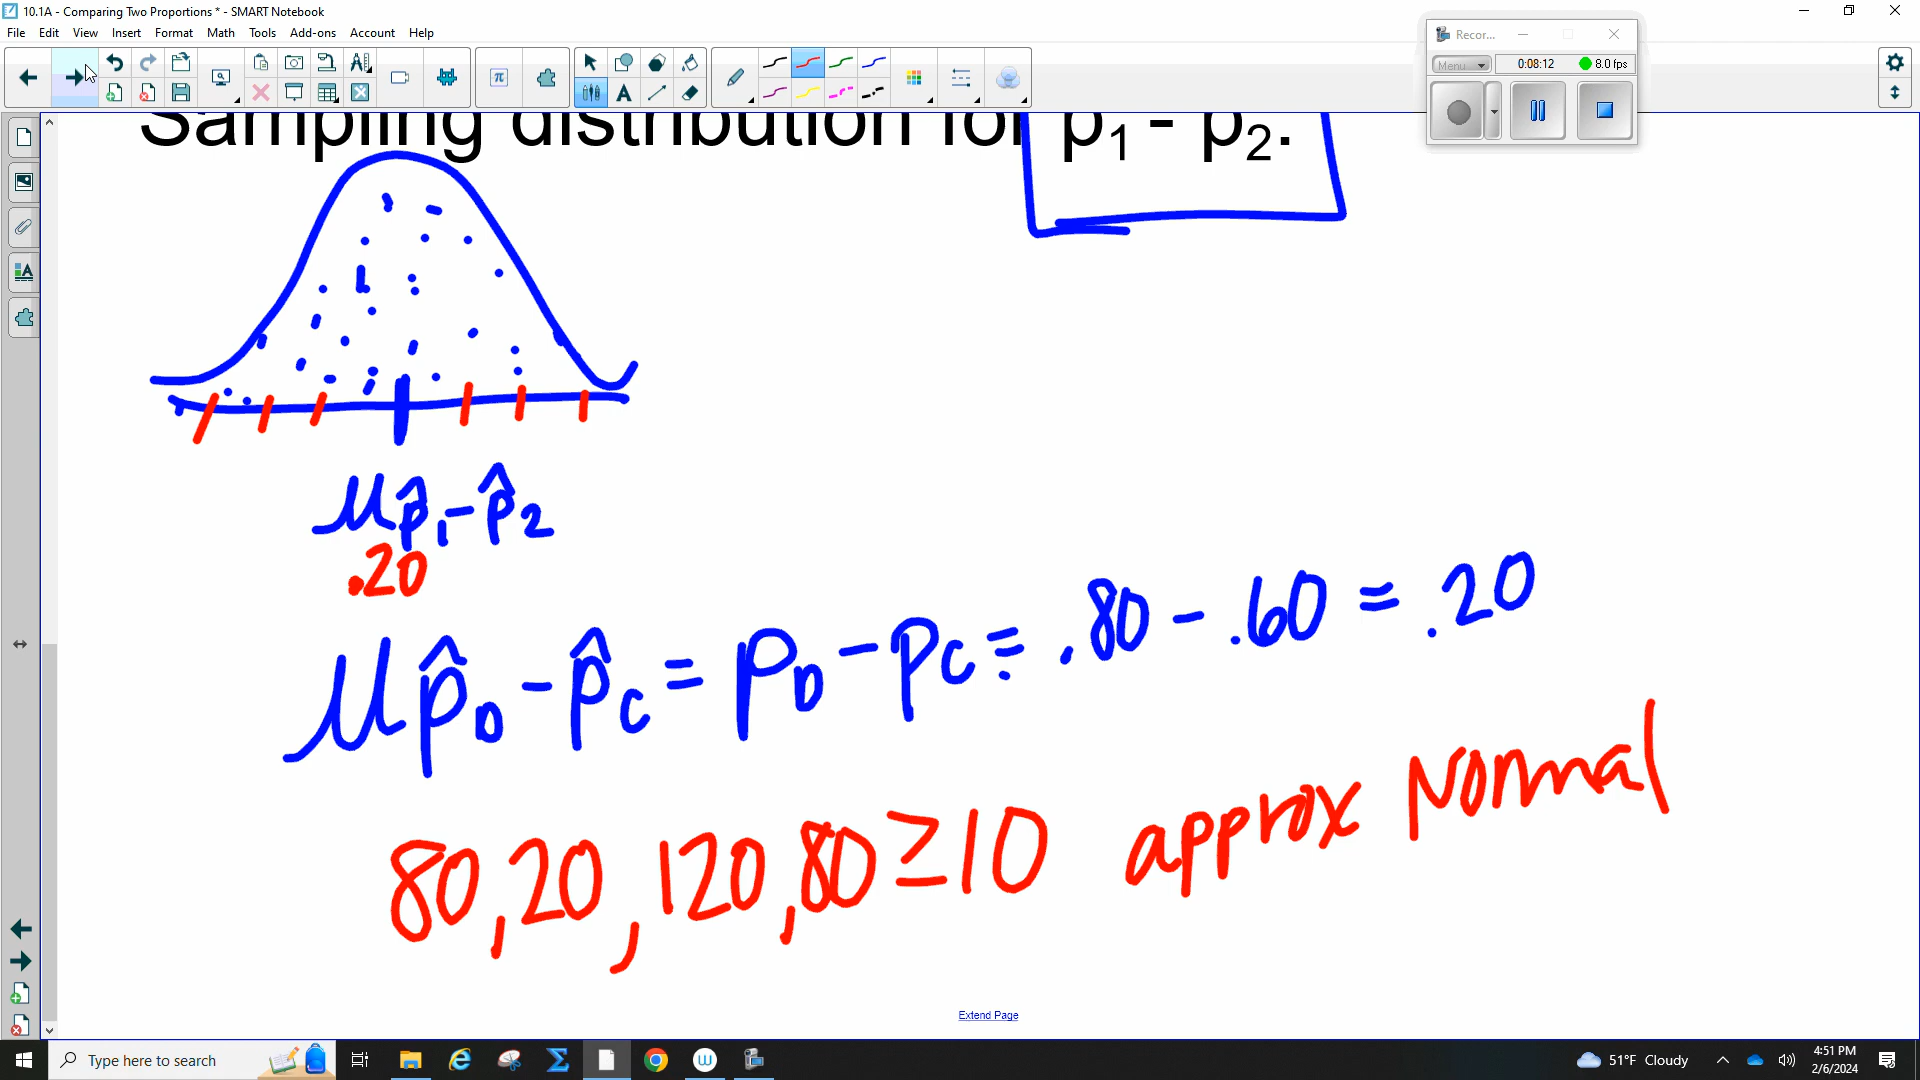 10.1A - Comparing Two Proportions * - SMART Notebook
File Edit View Insert Format Math Tools Add-ons Account Help
Recor...
Menu 0:08:12 8.0 fps
Sampling distribution for p1 - p2.
μp̂1-p̂2
.20
μp̂D - p̂C = pD - pC = .80 - .60 = .20
80, 20, 120, 80 ≥ 10 approx Normal
Extend Page
Type here to search
51°F Cloudy
4:51 PM
2/6/2024